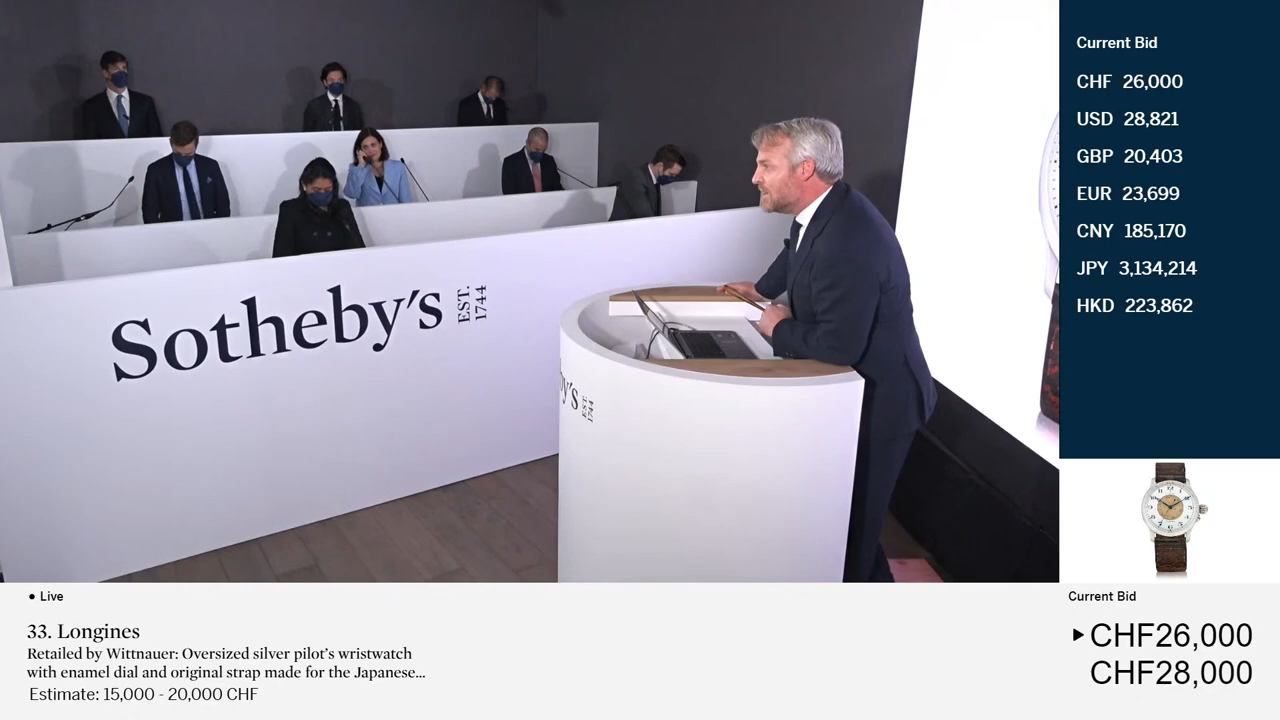 Current Bid
CHF 26,000
USD 28,821
GBP 20,403
EUR 23,699
CNY 185,170
JPY 3,134,214
HKD 223,862
Sotheby's
EST.
1744
by's
EST.
1744
• Live
33. Longines
Retailed by Wittnauer: Oversized silver pilot's wristwatch
with enamel dial and original strap made for the Japanese...
Estimate: 15,000 - 20,000 CHF
Current Bid
CHF26,000
CHF28,000